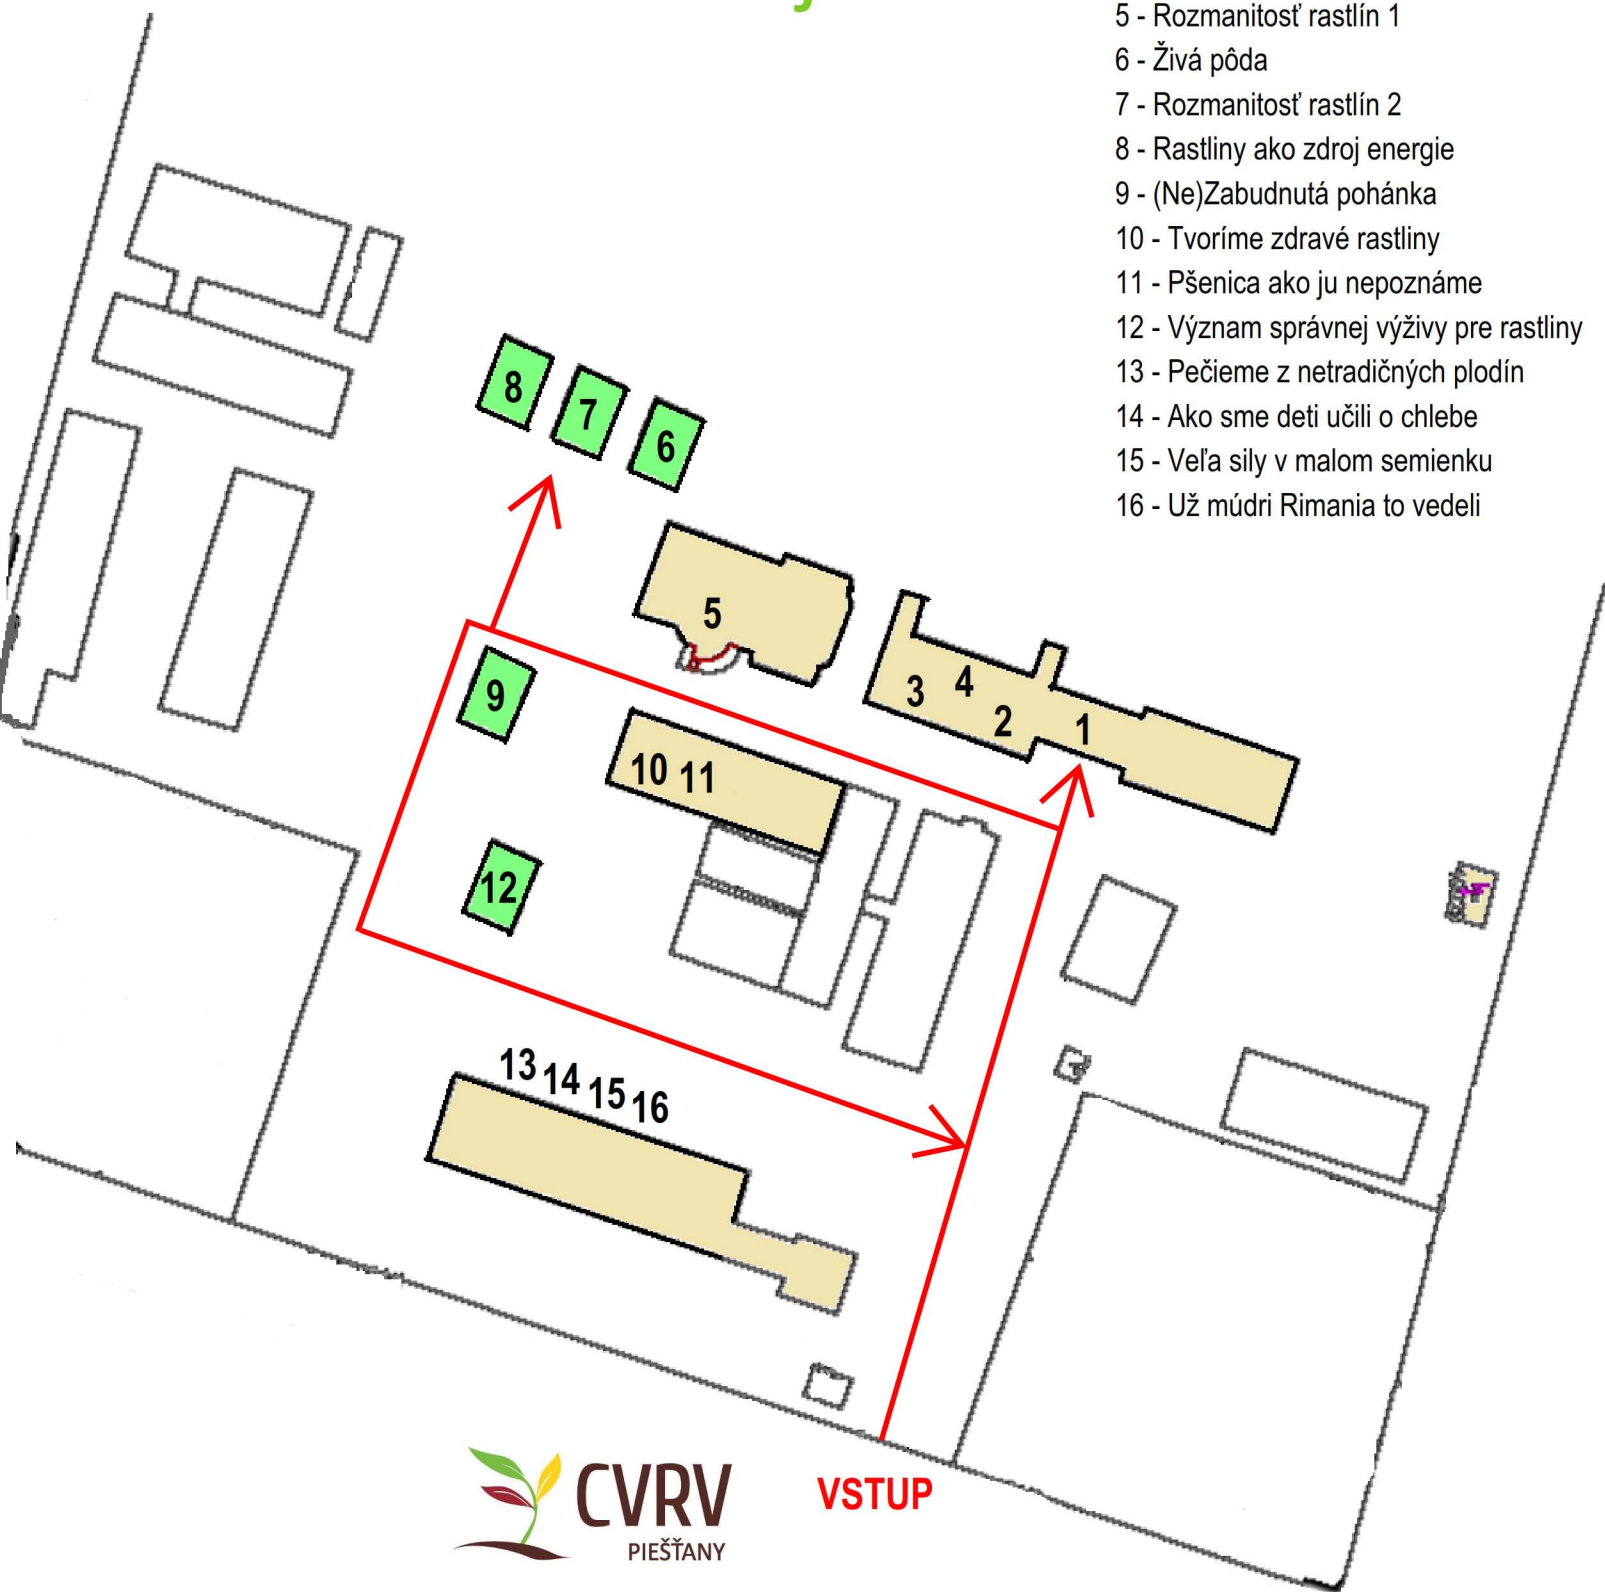 5 - Rozmanitosť rastlín 1
6 - Živá pôda
7 - Rozmanitosť rastlín 2
8 - Rastliny ako zdroj energie
9 - (Ne)Zabudnutá pohánka
10 - Tvoríme zdravé rastliny
11 - Pšenica ako ju nepoznáme
12 - Význam správnej výživy pre rastliny
13 - Pečieme z netradičných plodín
14 - Ako sme deti učili o chlebe
15 - Veľa sily v malom semienku
16 - Už múdri Rimania to vedeli
8
7
6
5
9
3
4
2
1
10 11
12
13 14 15 16
CVRV
PIEŠŤANY
VSTUP